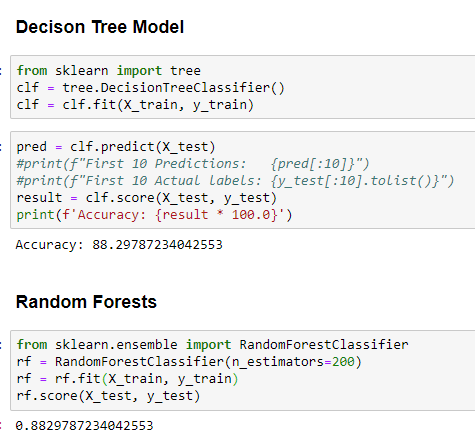 Decison Tree Model
from sklearn import tree
clf = tree.DecisionTreeClassifier()
clf = clf.fit(X_train, y_train)
pred = clf.predict(X_test)
#print(f"First 10 Predictions:   {pred[:10]}")
#print(f"First 10 Actual labels: {y_test[:10].tolist()}")
result = clf.score(X_test, y_test)
print(f'Accuracy: {result * 100.0}')
Accuracy: 88.29787234042553
Random Forests
from sklearn.ensemble import RandomForestClassifier
rf = RandomForestClassifier(n_estimators=200)
rf = rf.fit(X_train, y_train)
rf.score(X_test, y_test)
0.8829787234042553